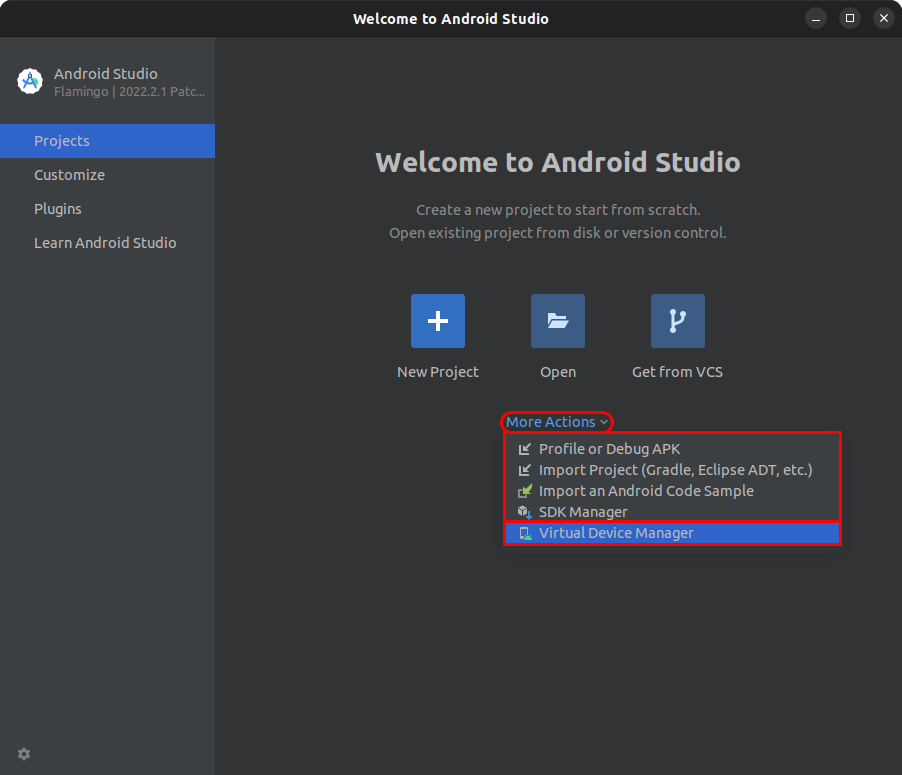 Welcome to Android Studio
Android Studio
Flamingo | 2022.2.1 Patc...
Projects
Customize
Plugins
Learn Android Studio
Welcome to Android Studio
Create a new project to start from scratch.
Open existing project from disk or version control.
New Project
Open
Get from VCS
More Actions
Profile or Debug APK
Import Project (Gradle, Eclipse ADT, etc.)
Import an Android Code Sample
SDK Manager
Virtual Device Manager